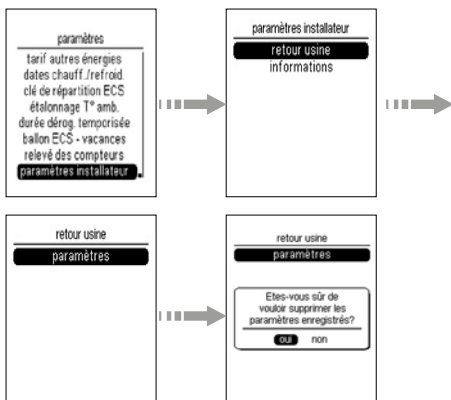 paramètres
tarif autres énergies
dates chauff./refroid.
clé de répartition ECS
étalonnage T° amb.
durée dérog. temporisée
ballon ECS - vacances
relevé des compteurs
paramètres installateur
paramètres installateur
retour usine
informations
retour usine
paramètres
retour usine
paramètres
Etes-vous sûr de
vouloir supprimer les
paramètres enregistrés?
oui non